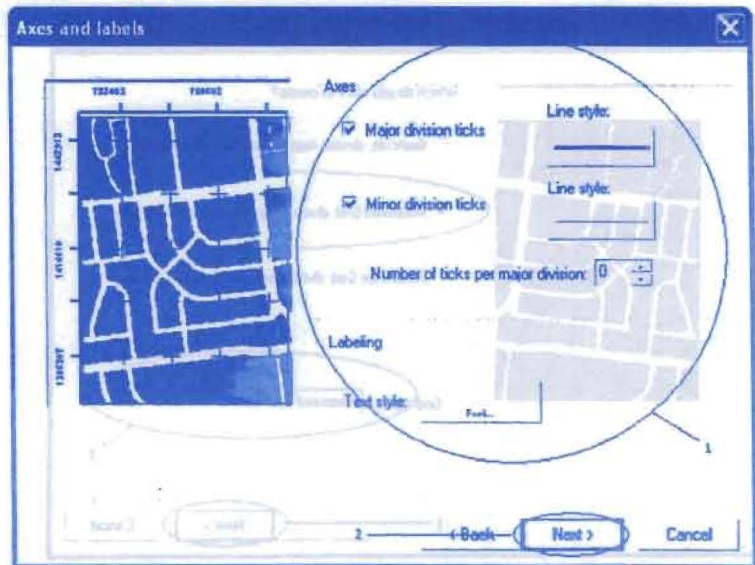 Axes and labels
Axes
Major division ticks
Line style:
Minor division ticks
Line style:
Number of ticks per major division: 0
Labeling
Text style:
Font...
1
2
< Back
Next >
Cancel